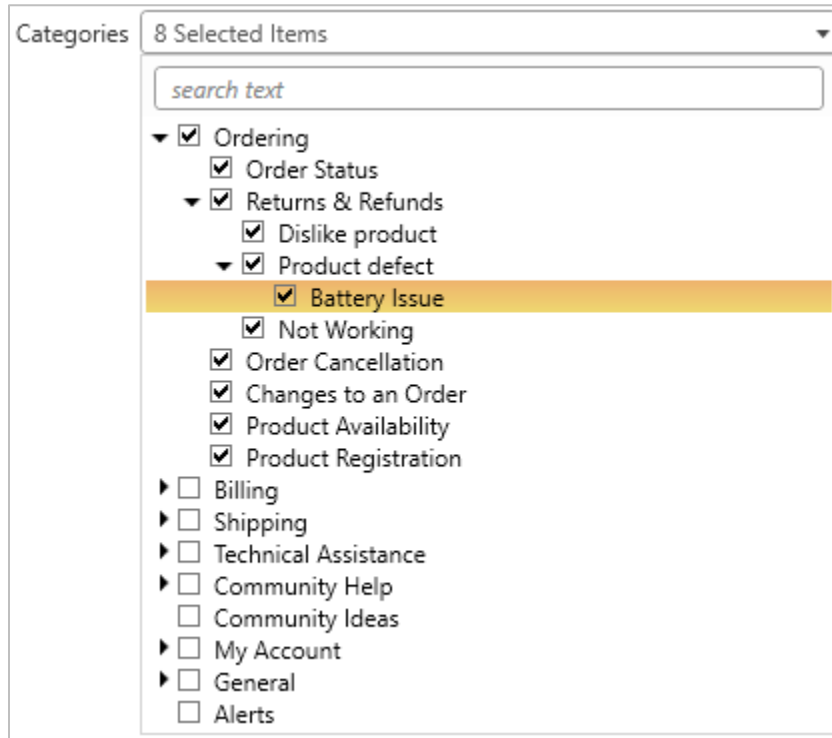 Categories 8 Selected Items
search text
Ordering
Order Status
Returns & Refunds
Dislike product
Product defect
Battery Issue
Not Working
Order Cancellation
Changes to an Order
Product Availability
Product Registration
Billing
Shipping
Technical Assistance
Community Help
Community Ideas
My Account
General
Alerts